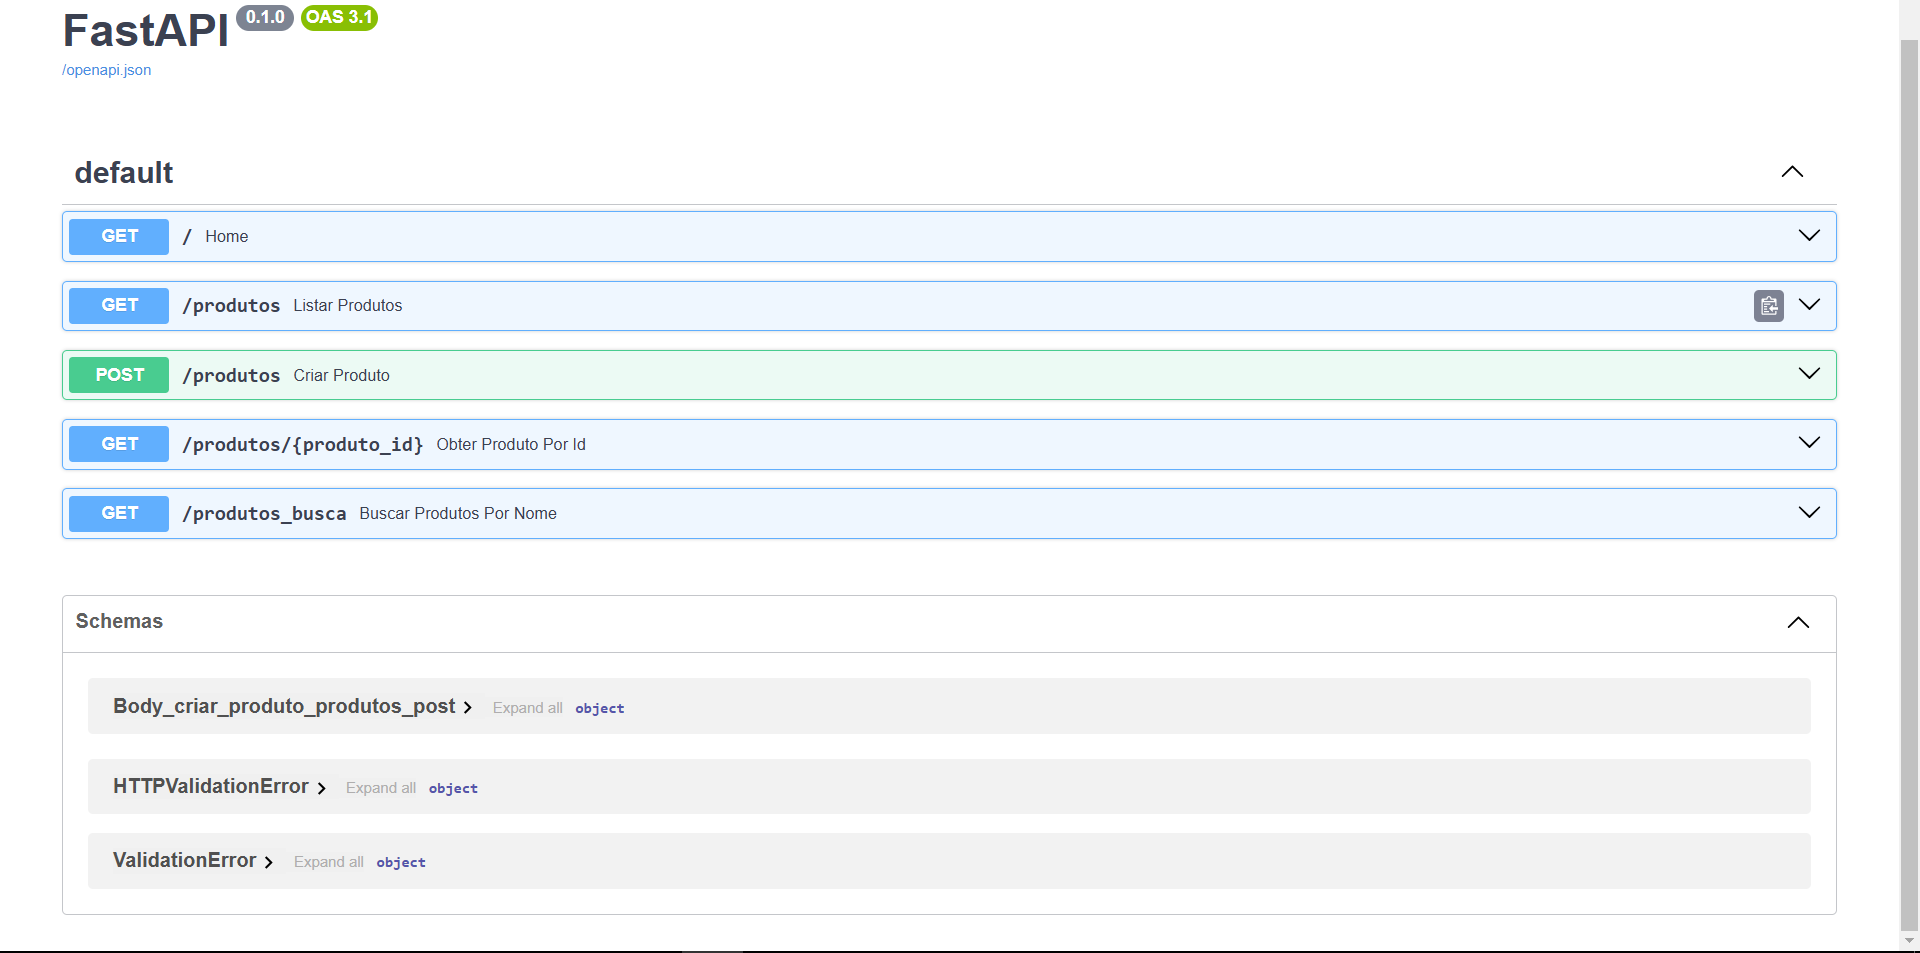 FastAPI 0.1.0 OAS 3.1
/openapi.json
default
GET / Home
GET /produtos Listar Produtos
POST /produtos Criar Produto
GET /produtos/{produto_id} Obter Produto Por Id
GET /produtos_busca Buscar Produtos Por Nome
Schemas
Body_criar_produto_produtos_post Expand all object
HTTPValidationError Expand all object
ValidationError Expand all object